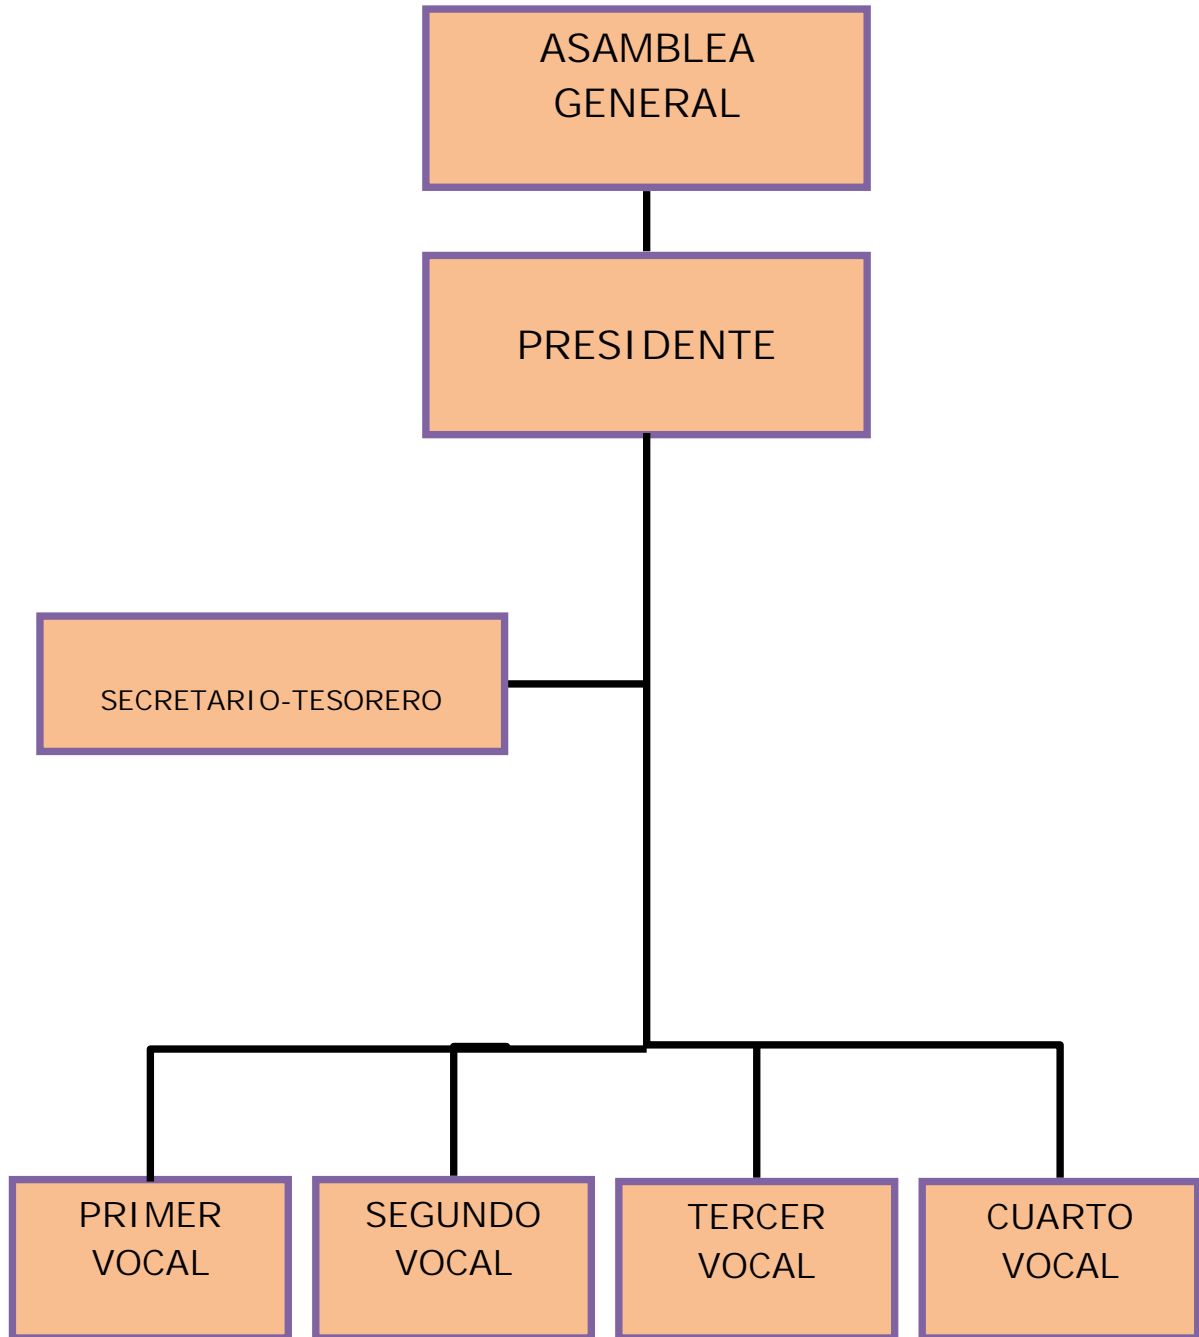 ASAMBLEA
GENERAL
PRESIDENTE
SECRETARIO-TESORERO
PRIMER
VOCAL
SEGUNDO
VOCAL
TERCER
VOCAL
CUARTO
VOCAL